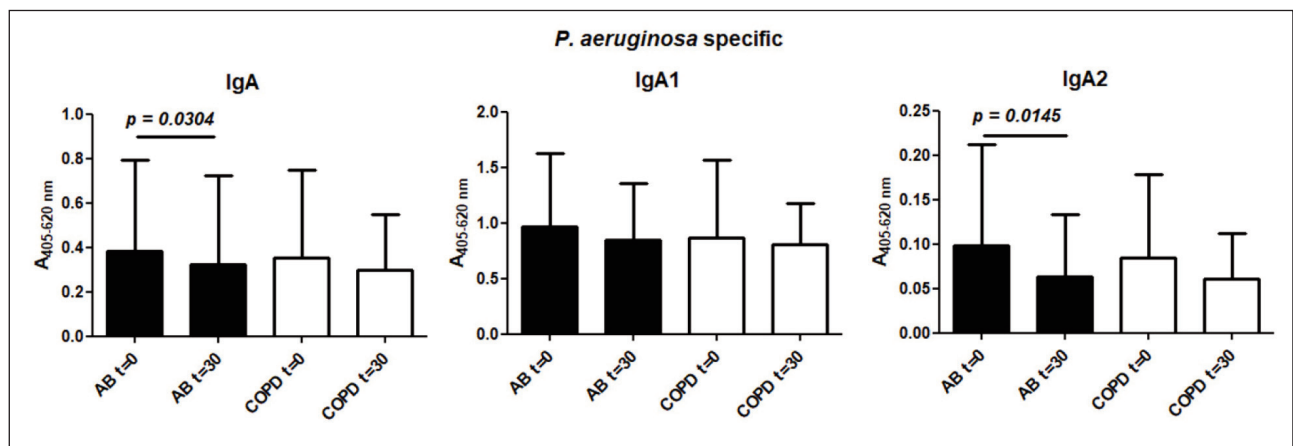 P. aeruginosa specific
IgA
p = 0.0304
A405-620 nm
1.0
0.8
0.6
0.4
0.2
0.0
AB t=0
AB t=30
COPD t=0
COPD t=30
IgA1
A405-620 nm
2.0
1.5
1.0
0.5
0.0
AB t=0
AB t=30
COPD t=0
COPD t=30
IgA2
p = 0.0145
A405-620 nm
0.25
0.20
0.15
0.10
0.05
0.00
AB t=0
AB t=30
COPD t=0
COPD t=30